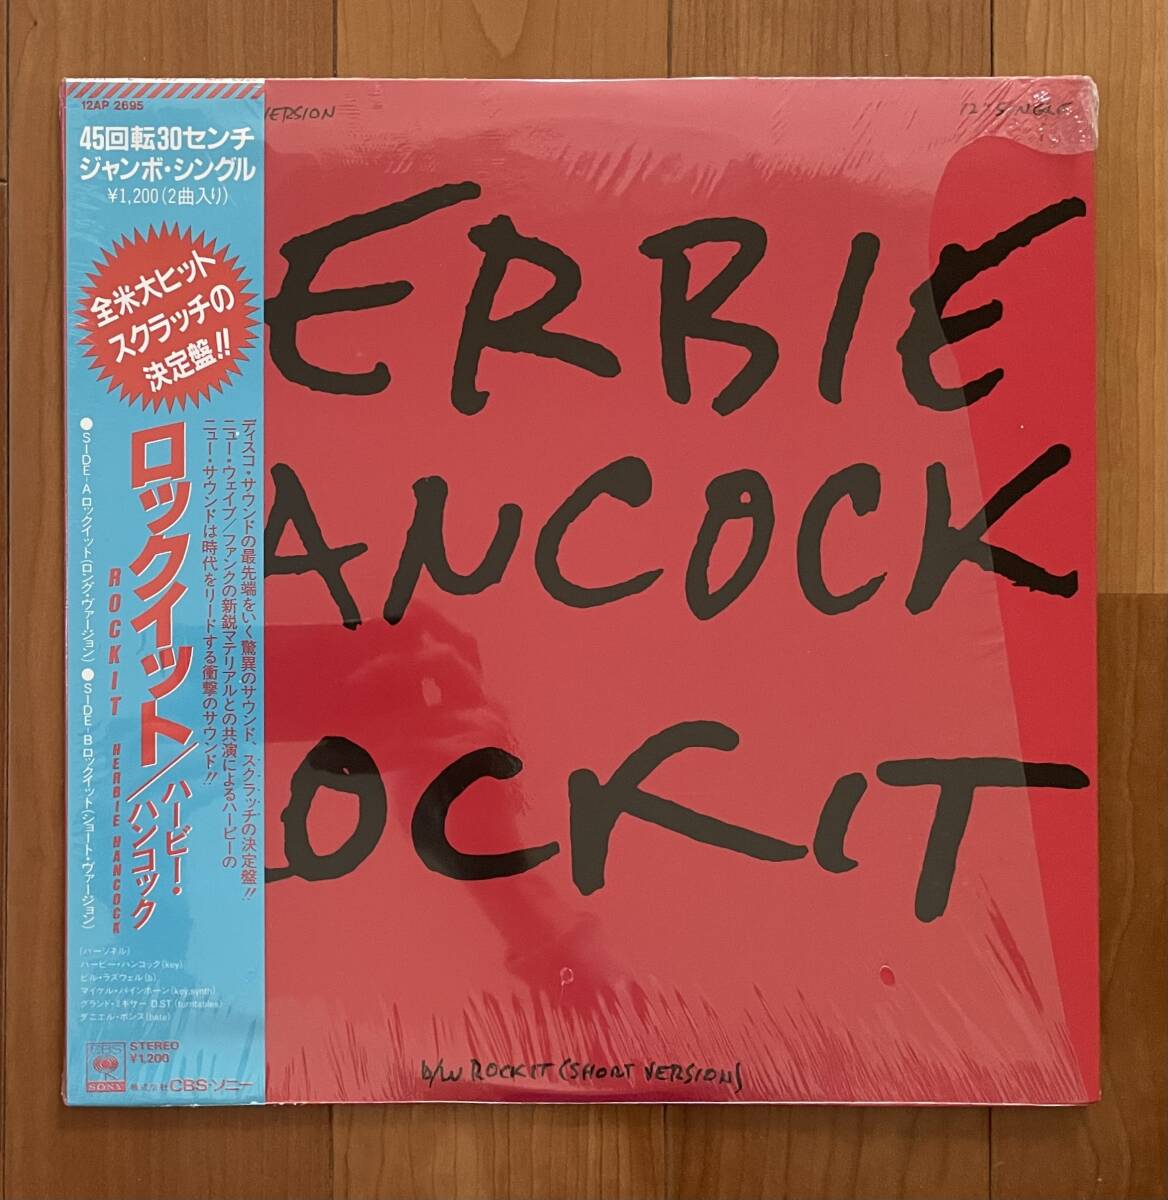 12AP 2695
45回転30センチ
ジャンボ・シングル
¥1,200(2曲入り)
全米大ヒット
スクラッチの
決定盤!!
ディスコ・サウンドの最先端をいく驚異のサウンド、スクラッチの決定盤!!
ニュー・ウェイブ/ファンクの新鋭マテリアルとの共演によるハービーの
ニュー・サウンドは時代をリードする衝撃のサウンド!!
ロックイット/ハービー・ハンコック
ROCKIT HERBIE HANCOCK
●SIDE-A ロックイット(ロング・ヴァージョン) ●SIDE-B ロックイット(ショート・ヴァージョン)
(パーソネル)
ハービー・ハンコック(key)
ビル・ラズウェル(b)
マイケル・バインホーン(key,synth)
グランド・ミキサー D.ST.(turntables)
ダニエル・ポンス(bata)
CBS
SONY
STEREO
¥1,200
株式会社CBS・ソニー
VERSION
12" SINGLE
ERBIE
ANCOCK
OCKIT
b/w ROCKIT (SHORT VERSION)